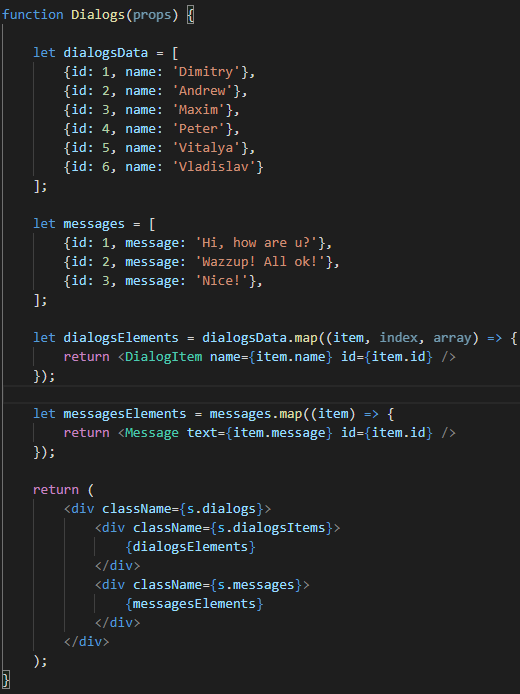 function Dialogs(props) {
let dialogsData = [
{id: 1, name: 'Dimitry'},
{id: 2, name: 'Andrew'},
{id: 3, name: 'Maxim'},
{id: 4, name: 'Peter'},
{id: 5, name: 'Vitalya'},
{id: 6, name: 'Vladislav'}
];
let messages = [
{id: 1, message: 'Hi, how are u?'},
{id: 2, message: 'Wazzup! All ok!'},
{id: 3, message: 'Nice!'},
];
let dialogsElements = dialogsData.map((item, index, array) => {
return <DialogItem name={item.name} id={item.id} />
});
let messagesElements = messages.map((item) => {
return <Message text={item.message} id={item.id} />
});
return (
<div className={s.dialogs}>
<div className={s.dialogsItems}>
{dialogsElements}
</div>
<div className={s.messages}>
{messagesElements}
</div>
</div>
);
}